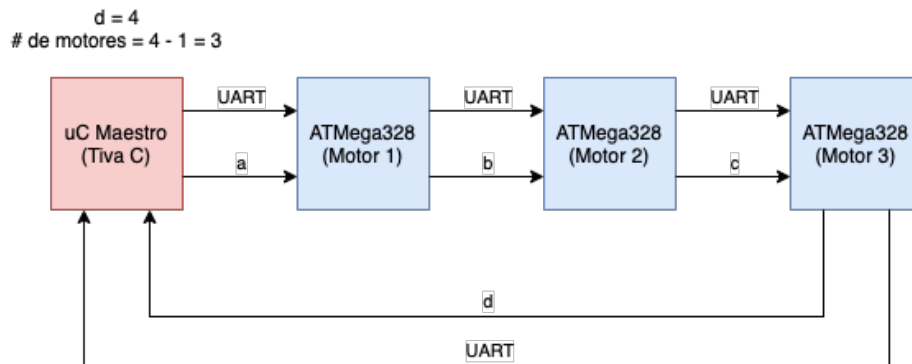 d = 4
# de motores = 4 - 1 = 3
UART
UART
UART
uC Maestro
(Tiva C)
ATMega328
(Motor 1)
ATMega328
(Motor 2)
ATMega328
(Motor 3)
a
b
c
d
UART